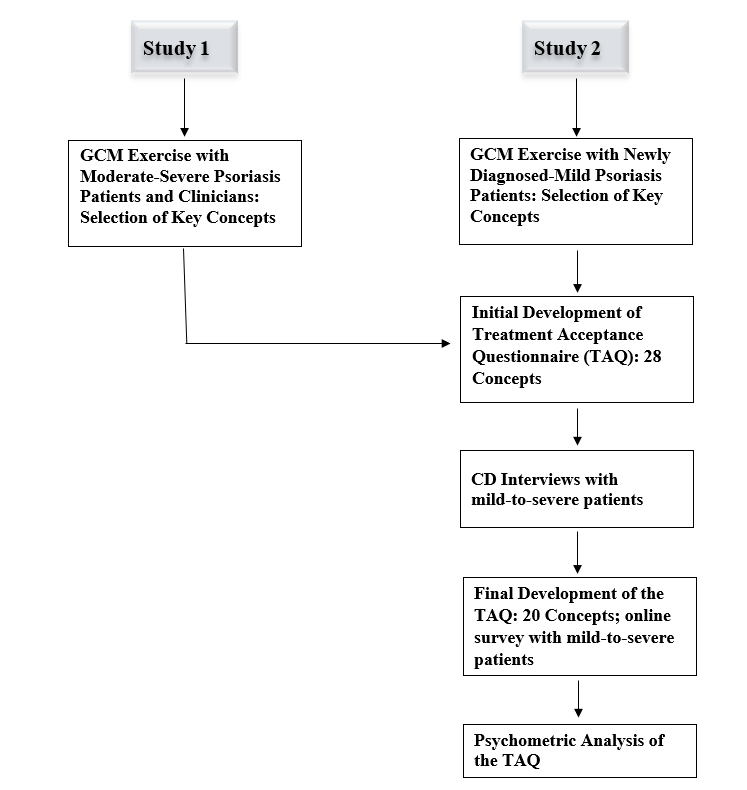 Study 1
GCM Exercise with
Moderate-Severe Psoriasis
Patients and Clinicians:
Selection of Key Concepts
Study 2
GCM Exercise with Newly
Diagnosed-Mild Psoriasis
Patients: Selection of Key
Concepts
Initial Development of
Treatment Acceptance
Questionnaire (TAQ): 28
Concepts
CD Interviews with
mild-to-severe patients
Final Development of the
TAQ: 20 Concepts; online
survey with mild-to-severe
patients
Psychometric Analysis of
the TAQ